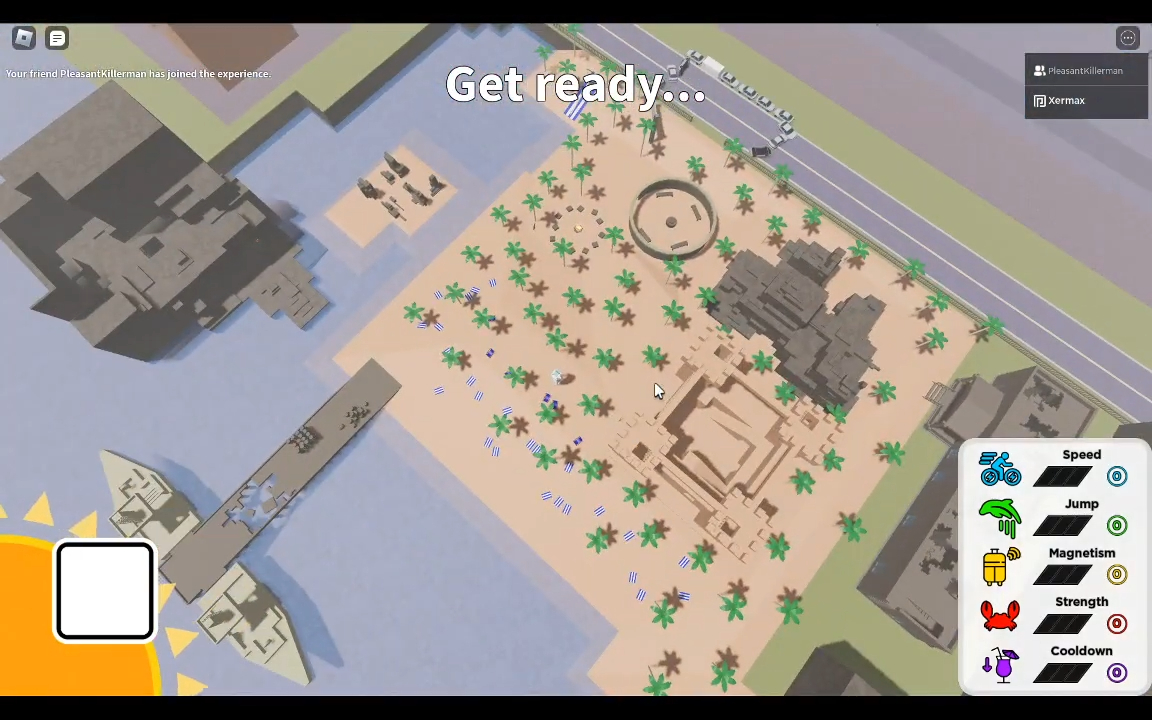 Your friend PleasantKillerman has joined the experience.
Get ready...
PleasantKillerman
Xermax
Speed
0
Jump
0
Magnetism
0
Strength
0
Cooldown
0